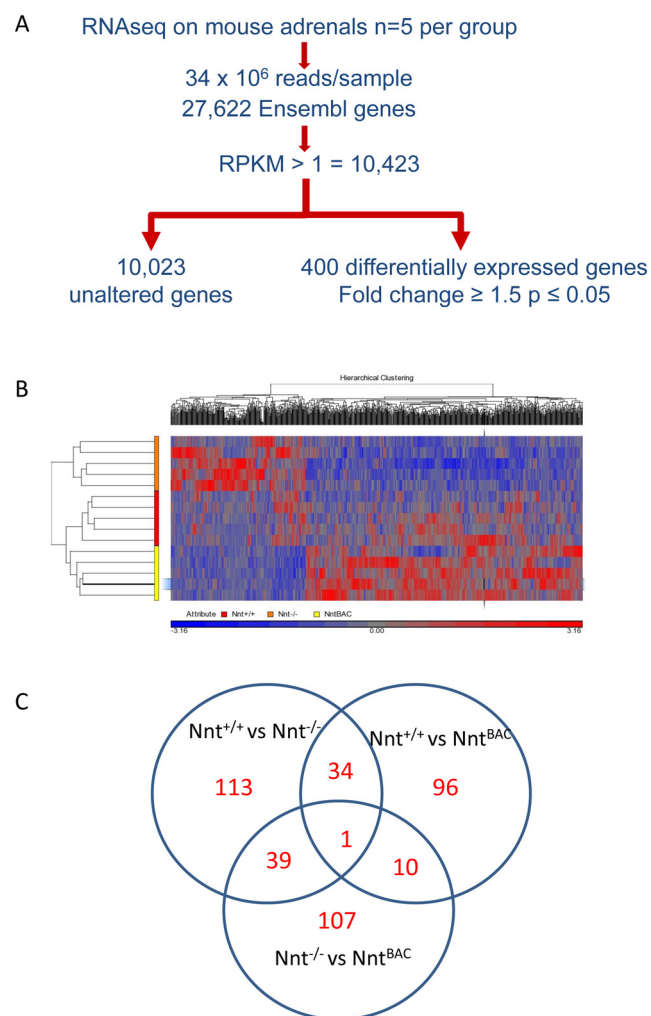 A
RNAseq on mouse adrenals n=5 per group
34 x 10⁶ reads/sample
27,622 Ensembl genes
RPKM > 1 = 10,423
10,023
unaltered genes
400 differentially expressed genes
Fold change ≥ 1.5 p ≤ 0.05
B
Hierarchical Clustering
Attribute Nnt+/+ Nnt-/- NntBAC
-3.16 0.00 3.16
C
Nnt⁺/⁺ vs Nnt⁻/⁻
Nnt⁺/⁺ vs Nntᴮᴬᶜ
34
113
96
1
39
10
107
Nnt⁻/⁻ vs Nntᴮᴬᶜ